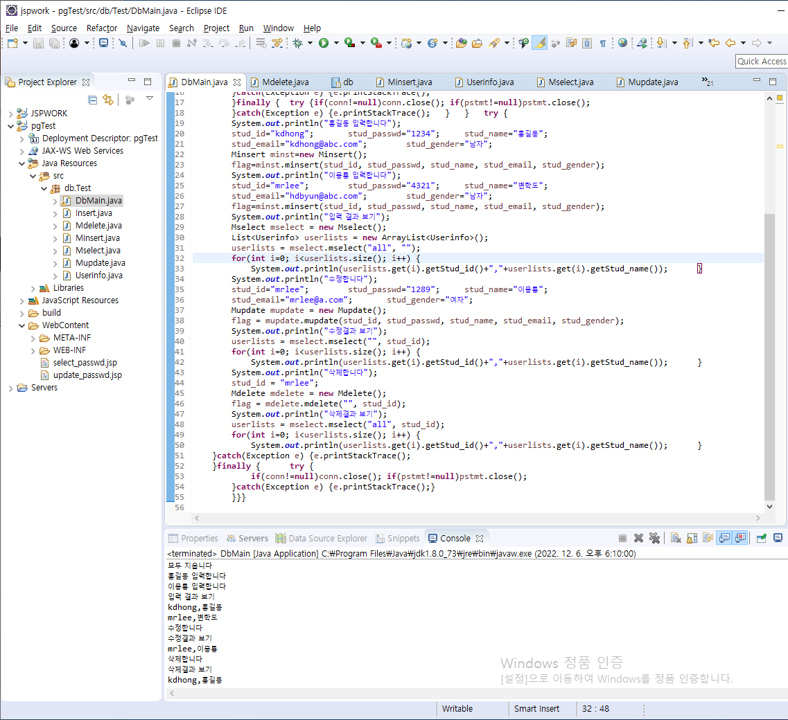 jspwork - pgTest/src/db/Test/DbMain.java - Eclipse IDE
File Edit Source Refactor Navigate Search Project Run Window Help
Quick Access
Project Explorer
JSPWORK
pgTest
Deployment Descriptor: pgTest
JAX-WS Web Services
Java Resources
src
db.Test
DbMain.java
Insert.java
Mdelete.java
Minsert.java
Mselect.java
Mupdate.java
Userinfo.java
Libraries
JavaScript Resources
build
WebContent
META-INF
WEB-INF
select_passwd.jsp
update_passwd.jsp
Servers
DbMain.java Mdelete.java db Minsert.java Userinfo.java Mselect.java Mupdate.java »21
16 }catch(Exception e) {e.printStackTrace();
17 }finally { try {if(conn!=null)conn.close(); if(pstmt!=null)pstmt.close();
18 }catch(Exception e) {e.printStackTrace(); } } try {
19 System.out.println("홍길동 입력합니다");
20 stud_id="kdhong"; stud_passwd="1234"; stud_name="홍길동";
21 stud_email="kdhong@abc.com"; stud_gender="남자";
22 Minsert minst=new Minsert();
23 flag=minst.minsert(stud_id, stud_passwd, stud_name, stud_email, stud_gender);
24 System.out.println("이몽룡 입력합니다");
25 stud_id="mrlee"; stud_passwd="4321"; stud_name="변학도";
26 stud_email="hdbyun@abc.com"; stud_gender="남자";
27 flag=minst.minsert(stud_id, stud_passwd, stud_name, stud_email, stud_gender);
28 System.out.println("입력 결과 보기");
29 Mselect mselect = new Mselect();
30 List<Userinfo> userlists = new ArrayList<Userinfo>();
31 userlists = mselect.mselect("all", "");
32 for(int i=0; i<userlists.size(); i++) {
33 System.out.println(userlists.get(i).getStud_id()+","+userlists.get(i).getStud_name()); }
34 System.out.println("수정합니다");
35 stud_id="mrlee"; stud_passwd="1289"; stud_name="이몽룡";
36 stud_email="mrlee@a.com"; stud_gender="여자";
37 Mupdate mupdate = new Mupdate();
38 flag = mupdate.mupdate(stud_id, stud_passwd, stud_name, stud_email, stud_gender);
39 System.out.println("수정결과 보기");
40 userlists = mselect.mselect("", stud_id);
41 for(int i=0; i<userlists.size(); i++) {
42 System.out.println(userlists.get(i).getStud_id()+","+userlists.get(i).getStud_name()); }
43 System.out.println("삭제합니다");
44 stud_id = "mrlee";
45 Mdelete mdelete = new Mdelete();
46 flag = mdelete.mdelete("", stud_id);
47 System.out.println("삭제결과 보기");
48 userlists = mselect.mselect("all", stud_id);
49 for(int i=0; i<userlists.size(); i++) {
50 System.out.println(userlists.get(i).getStud_id()+","+userlists.get(i).getStud_name()); }
51 }catch(Exception e) {e.printStackTrace();
52 }finally { try {
53 if(conn!=null)conn.close(); if(pstmt!=null)pstmt.close();
54 }catch(Exception e) {e.printStackTrace();}
55 }}}
56
Properties Servers Data Source Explorer Snippets Console
<terminated> DbMain [Java Application] C:₩Program Files₩Java₩jdk1.8.0_73₩jre₩bin₩javaw.exe (2022. 12. 6. 오후 6:10:00)
모두 지웁니다
홍길동 입력합니다
이몽룡 입력합니다
입력 결과 보기
kdhong,홍길동
mrlee,변학도
수정합니다
수정결과 보기
mrlee,이몽룡
삭제합니다
삭제결과 보기
kdhong,홍길동
Windows 정품 인증
[설정]으로 이동하여 Windows를 정품 인증합니다.
Writable Smart Insert 32 : 48